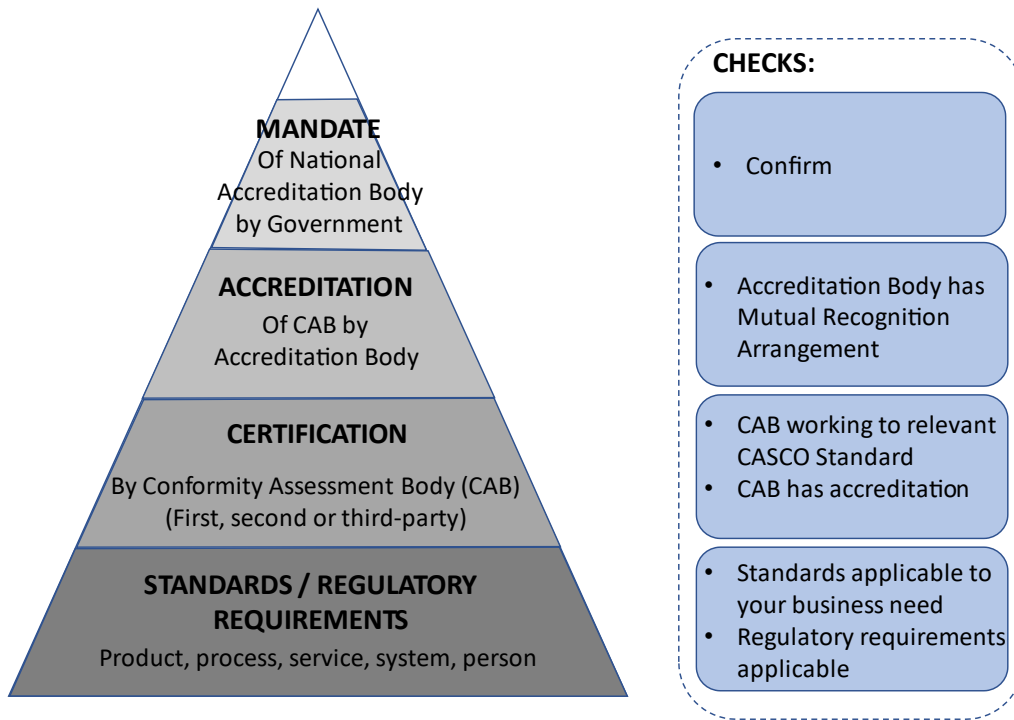 MANDATE
Of National
Accreditation Body
by Government
ACCREDITATION
Of CAB by
Accreditation Body
CERTIFICATION
By Conformity Assessment Body (CAB)
(First, second or third-party)
STANDARDS / REGULATORY
REQUIREMENTS
Product, process, service, system, person
CHECKS:
• Confirm
• Accreditation Body has
Mutual Recognition
Arrangement
• CAB working to relevant
CASCO Standard
• CAB has accreditation
• Standards applicable to
your business need
• Regulatory requirements
applicable